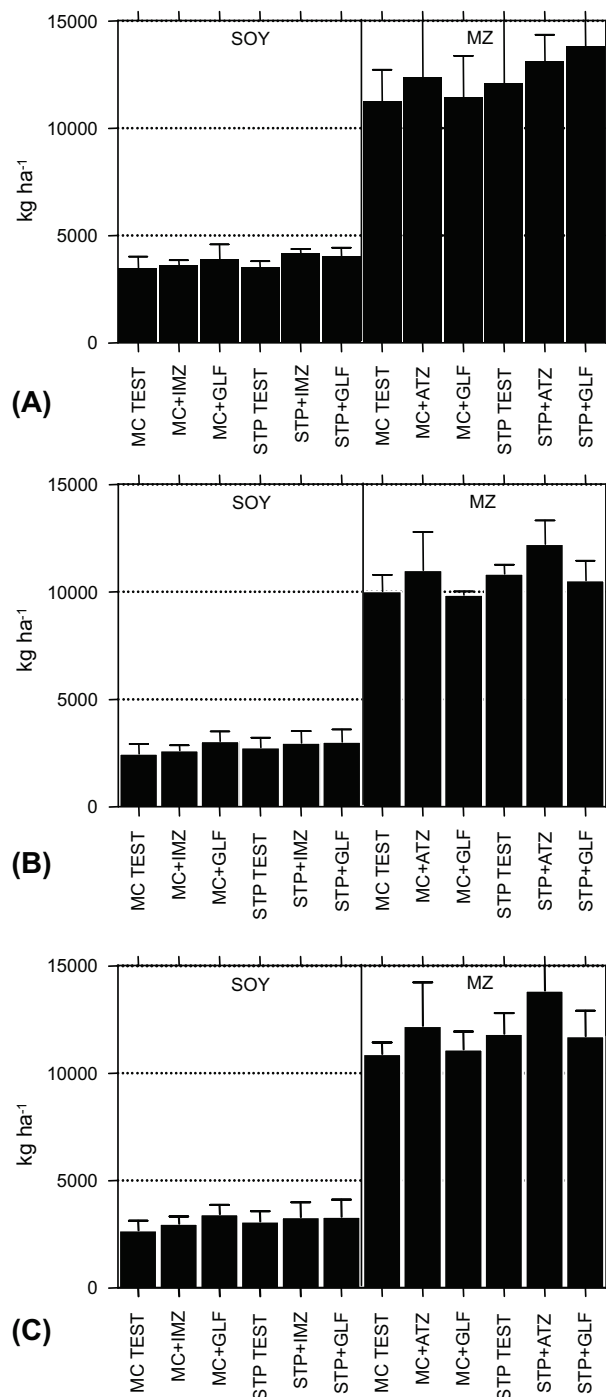 15000
SOY
MZ
10000
kg ha-1
5000
0
MC TEST
MC+IMZ
MC+GLF
STP TEST
STP+IMZ
STP+GLF
MC TEST
MC+ATZ
MC+GLF
STP TEST
STP+ATZ
STP+GLF
(A)
15000
SOY
MZ
10000
kg ha-1
5000
0
MC TEST
MC+IMZ
MC+GLF
STP TEST
STP+IMZ
STP+GLF
MC TEST
MC+ATZ
MC+GLF
STP TEST
STP+ATZ
STP+GLF
(B)
15000
SOY
MZ
10000
kg ha-1
5000
0
MC TEST
MC+IMZ
MC+GLF
STP TEST
STP+IMZ
STP+GLF
MC TEST
MC+ATZ
MC+GLF
STP TEST
STP+ATZ
STP+GLF
(C)